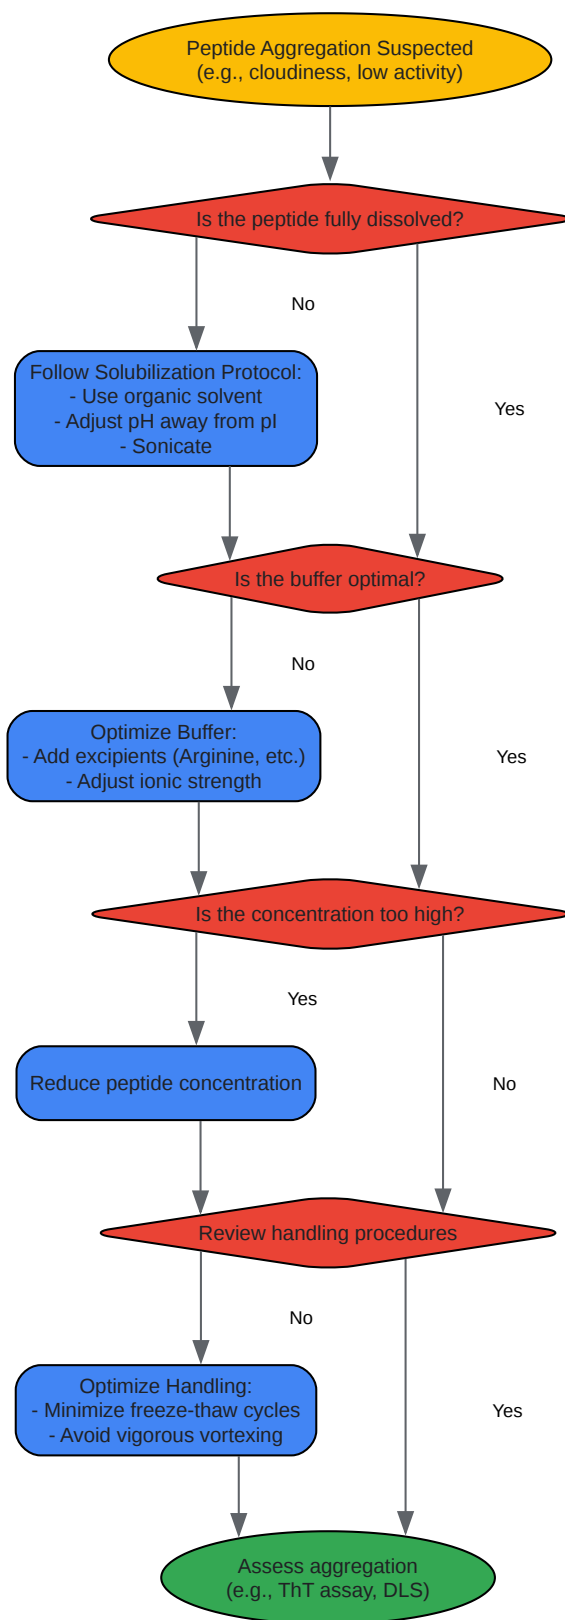 Peptide Aggregation Suspected
(e.g., cloudiness, low activity)
Is the peptide fully dissolved?
No
Follow Solubilization Protocol:
- Use organic solvent
- Adjust pH away from pI
- Sonicate
Yes
Is the buffer optimal?
No
Optimize Buffer:
- Add excipients (Arginine, etc.)
- Adjust ionic strength
Yes
Is the concentration too high?
Yes
Reduce peptide concentration
No
Review handling procedures
No
Optimize Handling:
- Minimize freeze-thaw cycles
- Avoid vigorous vortexing
Yes
Assess aggregation
(e.g., ThT assay, DLS)